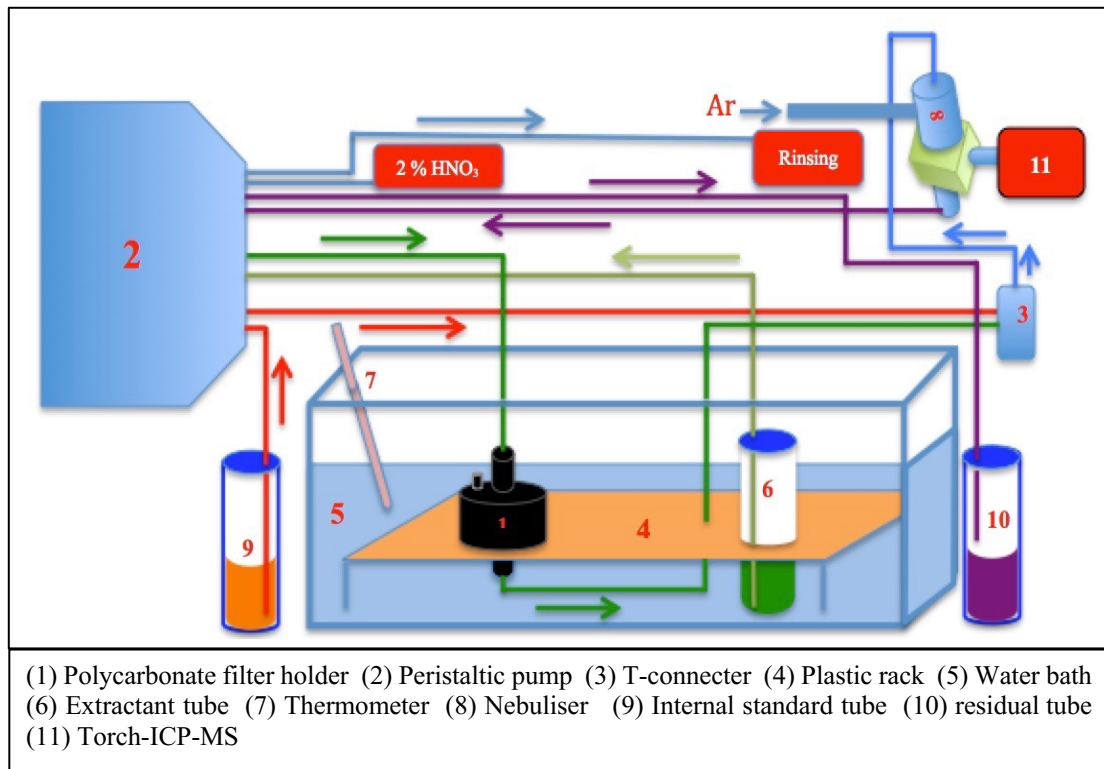 Ar
8
2 % HNO₃
Rinsing
11
2
3
7
5
1
4
6
9
10
(1) Polycarbonate filter holder (2) Peristaltic pump (3) T-connecter (4) Plastic rack (5) Water bath
(6) Extractant tube (7) Thermometer (8) Nebuliser (9) Internal standard tube (10) residual tube
(11) Torch-ICP-MS